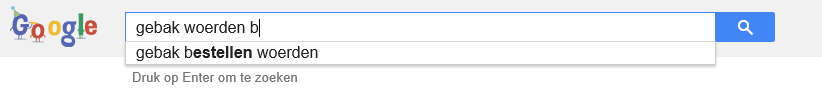 Google
gebak woerden b
gebak bestellen woerden
Druk op Enter om te zoeken